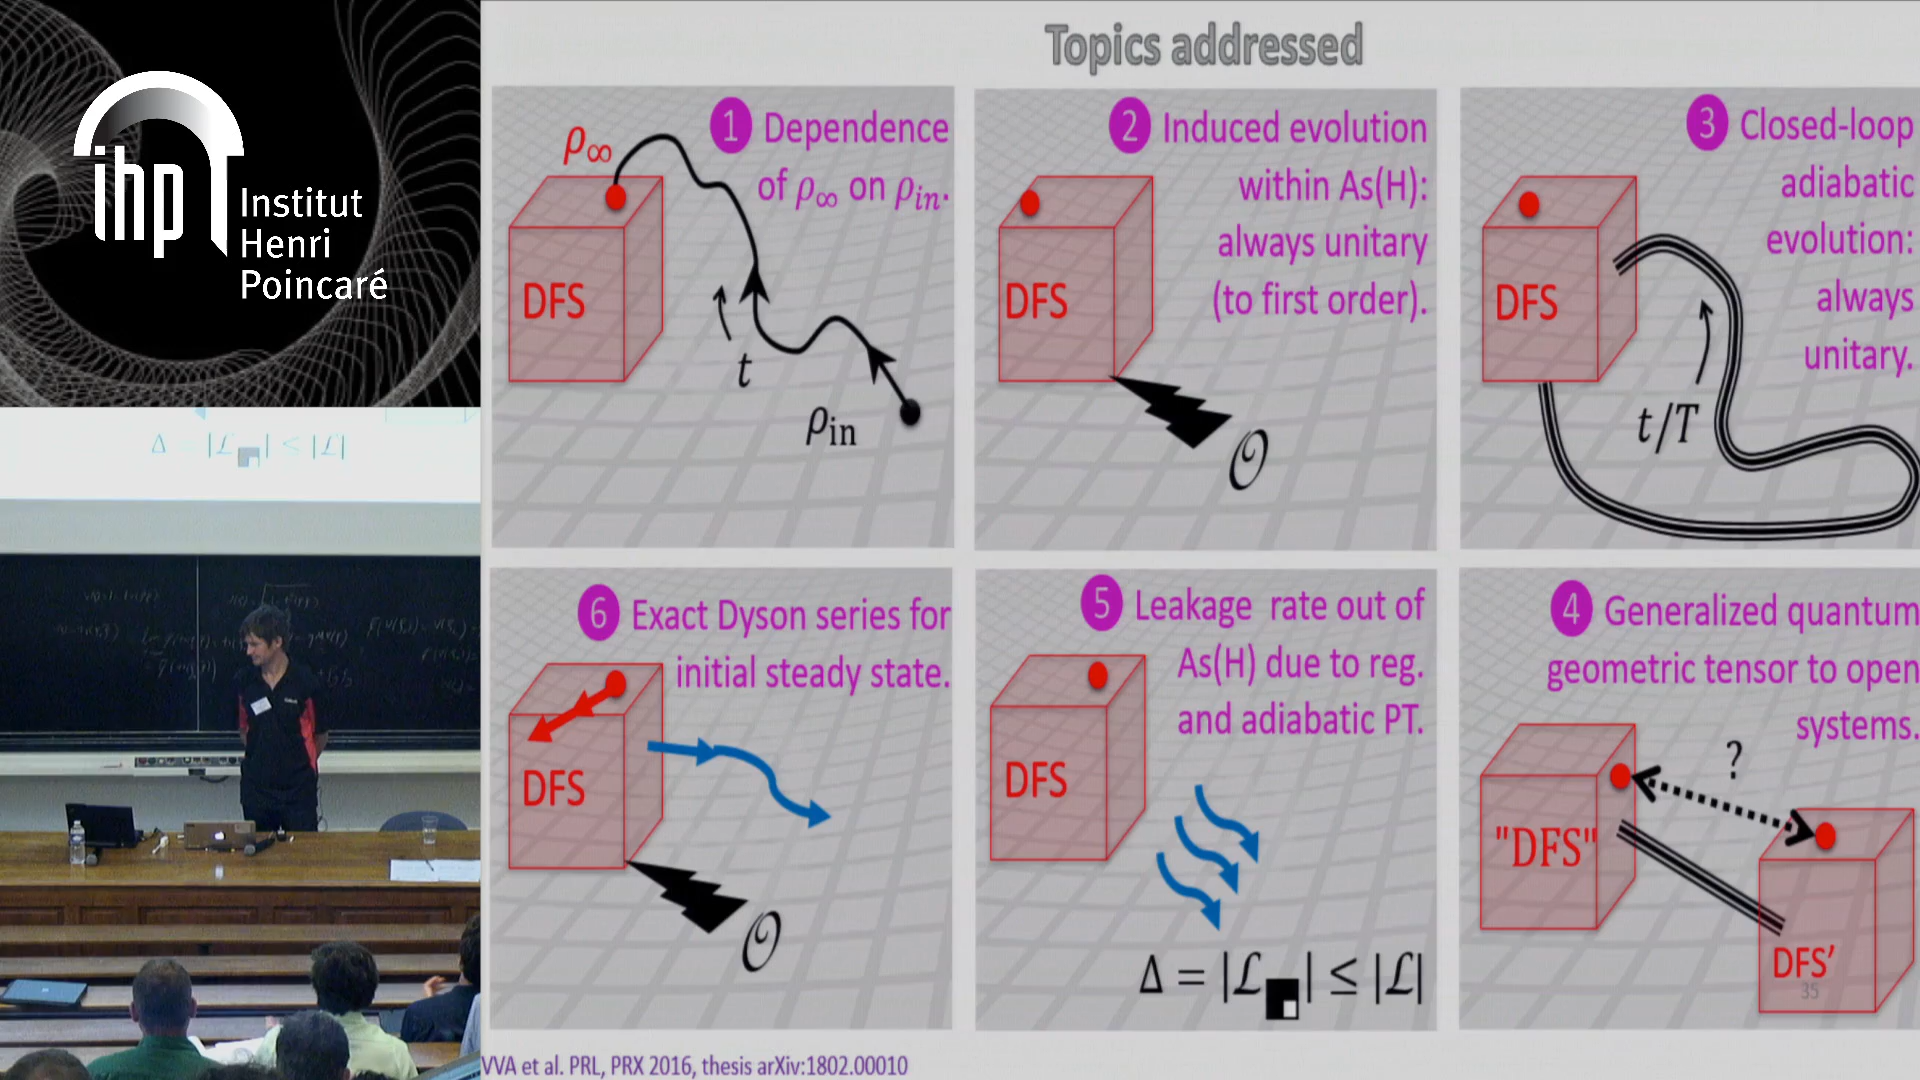 ihp
Institut
Henri
Poincaré
Δ = |ℒ | ≤ |ℒ|
Topics addressed
1 Dependence
of ρ∞ on ρin.
ρ∞
DFS
t
ρin
2 Induced evolution
within As(H):
always unitary
(to first order).
DFS
𝒪
3 Closed-loop
adiabatic
evolution:
always
unitary.
DFS
t/T
6 Exact Dyson series for
initial steady state.
DFS
𝒪
5 Leakage rate out of
As(H) due to reg.
and adiabatic PT.
DFS
Δ = |ℒ | ≤ |ℒ|
4 Generalized quantum
geometric tensor to open
systems.
?
"DFS"
DFS′
35
VVA et al. PRL, PRX 2016, thesis arXiv:1802.00010